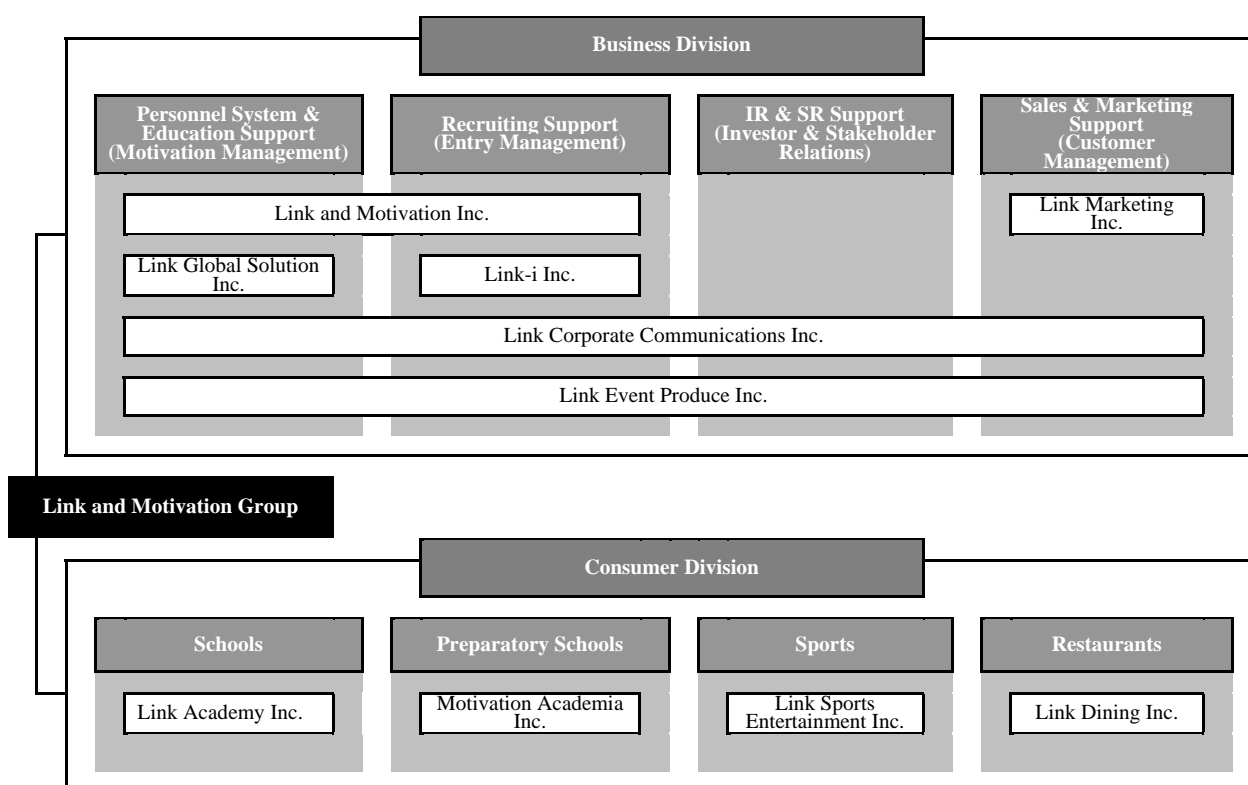 Business Division
Personnel System &
Education Support
(Motivation Management)
Recruiting Support
(Entry Management)
IR & SR Support
(Investor & Stakeholder
Relations)
Sales & Marketing
Support
(Customer
Management)
Link and Motivation Inc.
Link Marketing
Inc.
Link Global Solution
Inc.
Link-i Inc.
Link Corporate Communications Inc.
Link Event Produce Inc.
Link and Motivation Group
Consumer Division
Schools
Preparatory Schools
Sports
Restaurants
Link Academy Inc.
Motivation Academia
Inc.
Link Sports
Entertainment Inc.
Link Dining Inc.